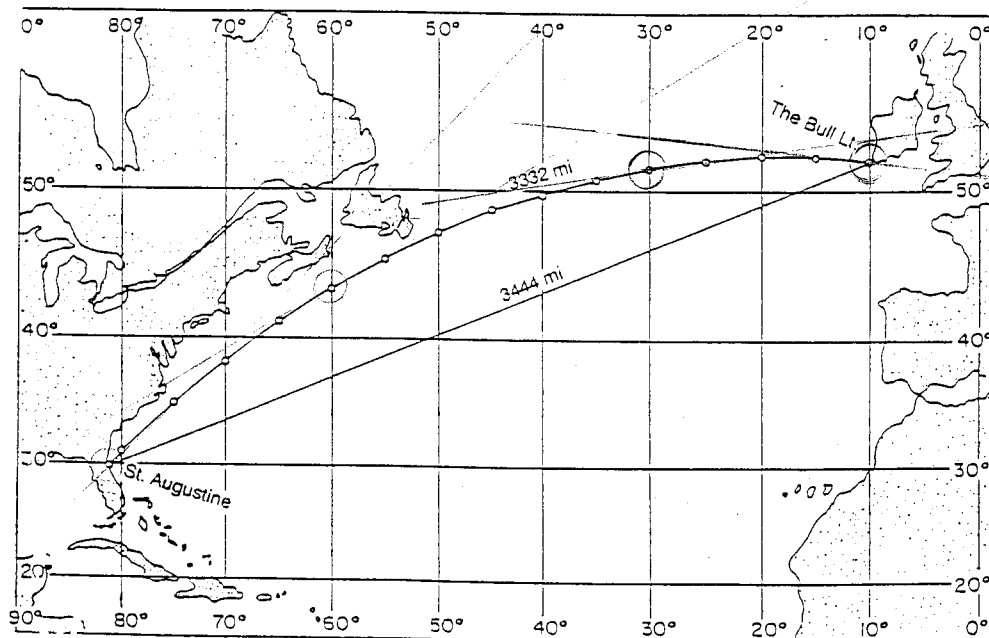 0° 80° 70° 60° 50° 40° 30° 20° 10° 0°
The Bull Lt.
3332 mi
50° 50°
3444 mi
40° 40°
30° 30°
St. Augustine
20° 20°
90° 80° 70° 60° 50° 40° 30° 20° 10° 0°